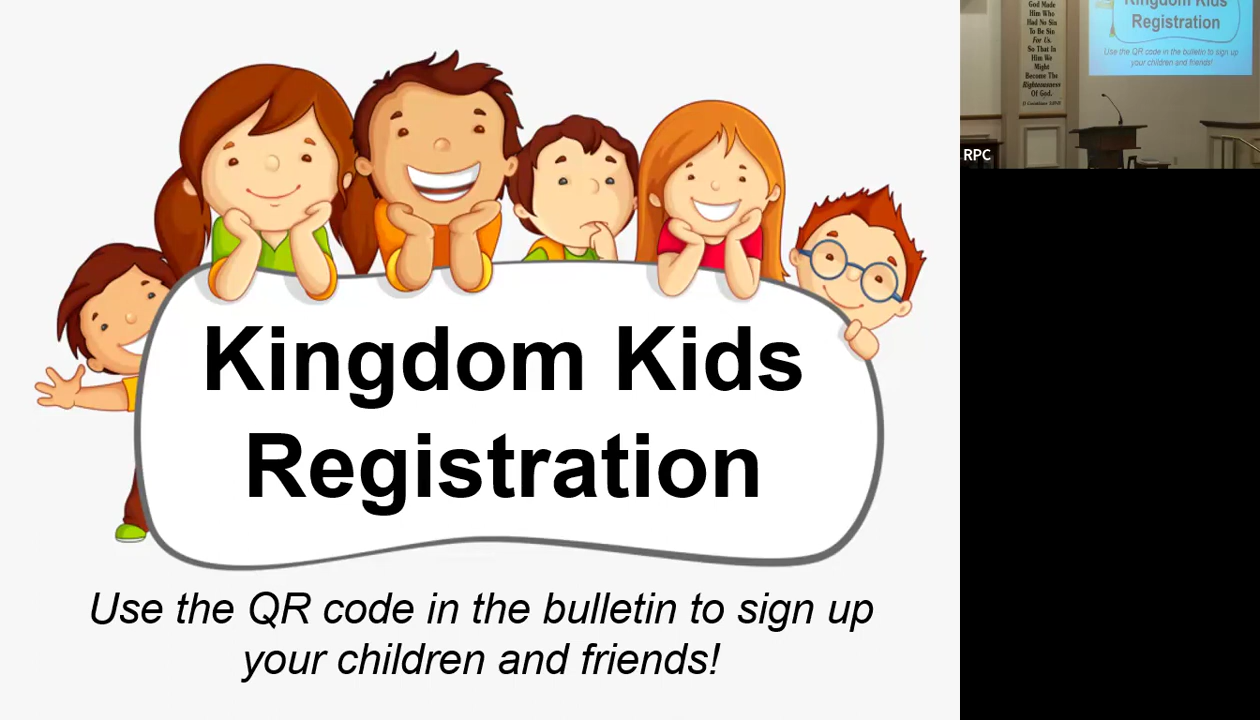 Kingdom Kids
Registration
Use the QR code in the bulletin to sign up
your children and friends!
God Made
Him Who
Had No Sin
To Be Sin
For Us.
So That In
Him We
Might
Become The
Righteousness
Of God.
Kingdom Kids
Registration
Use the QR code in the bulletin to sign up
your children and friends!
RPC